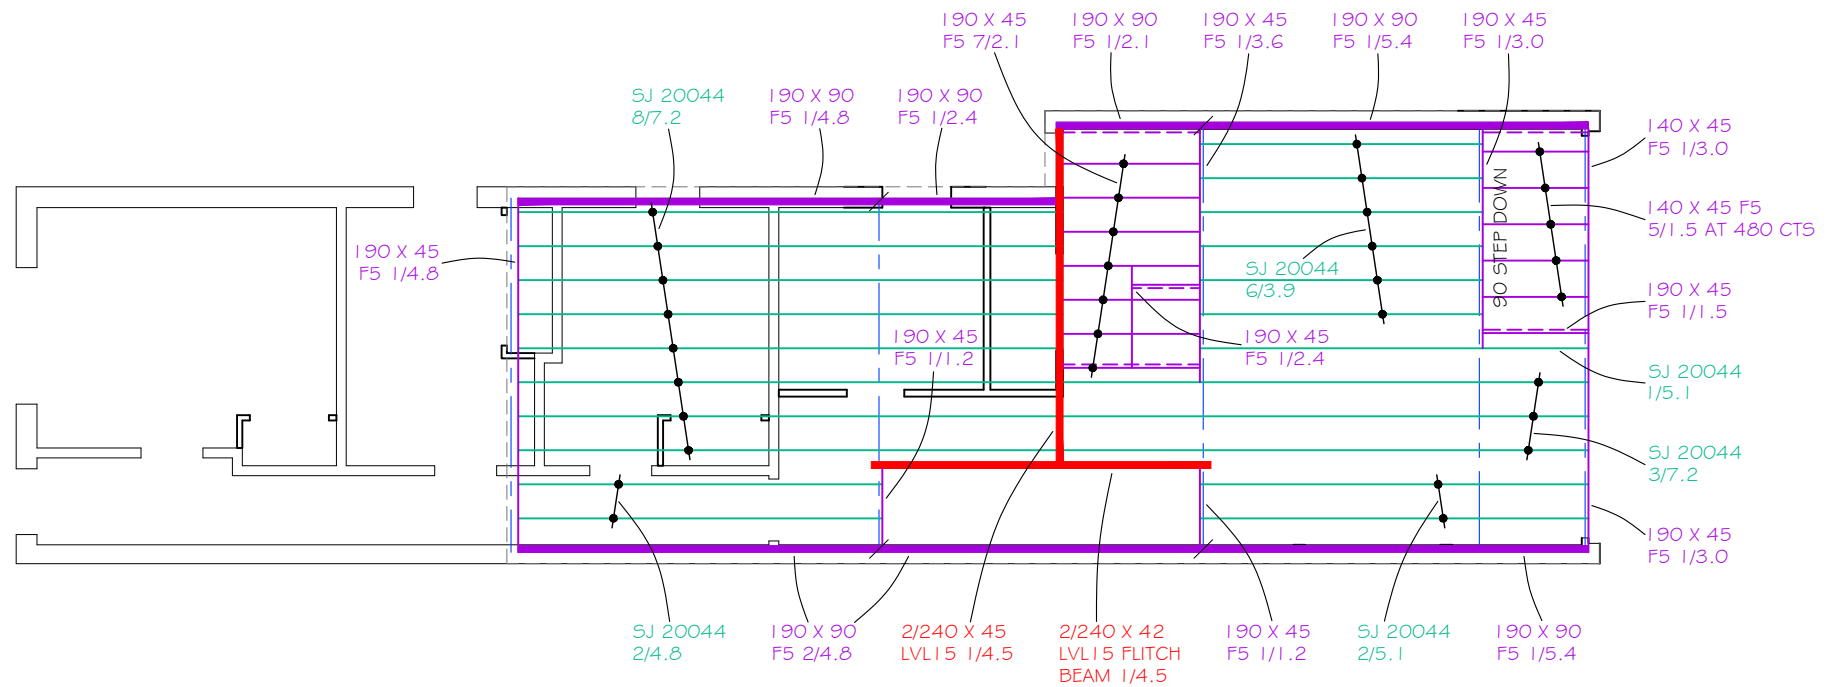 190 X 45
F5 7/2.1
190 X 90
F5 1/2.1
190 X 45
F5 1/3.6
190 X 90
F5 1/5.4
190 X 45
F5 1/3.0
SJ 20044
8/7.2
190 X 90
F5 1/4.8
190 X 90
F5 1/2.4
140 X 45
F5 1/3.0
140 X 45 F5
5/1.5 AT 480 CTS
90 STEP DOWN
190 X 45
F5 1/4.8
SJ 20044
6/3.9
190 X 45
F5 1/1.5
190 X 45
F5 1/1.2
190 X 45
F5 1/2.4
SJ 20044
1/5.1
SJ 20044
3/7.2
190 X 45
F5 1/3.0
SJ 20044
2/4.8
190 X 90
F5 2/4.8
2/240 X 45
LVL15 1/4.5
2/240 X 42
LVL15 FLITCH
BEAM 1/4.5
190 X 45
F5 1/1.2
SJ 20044
2/5.1
190 X 90
F5 1/5.4